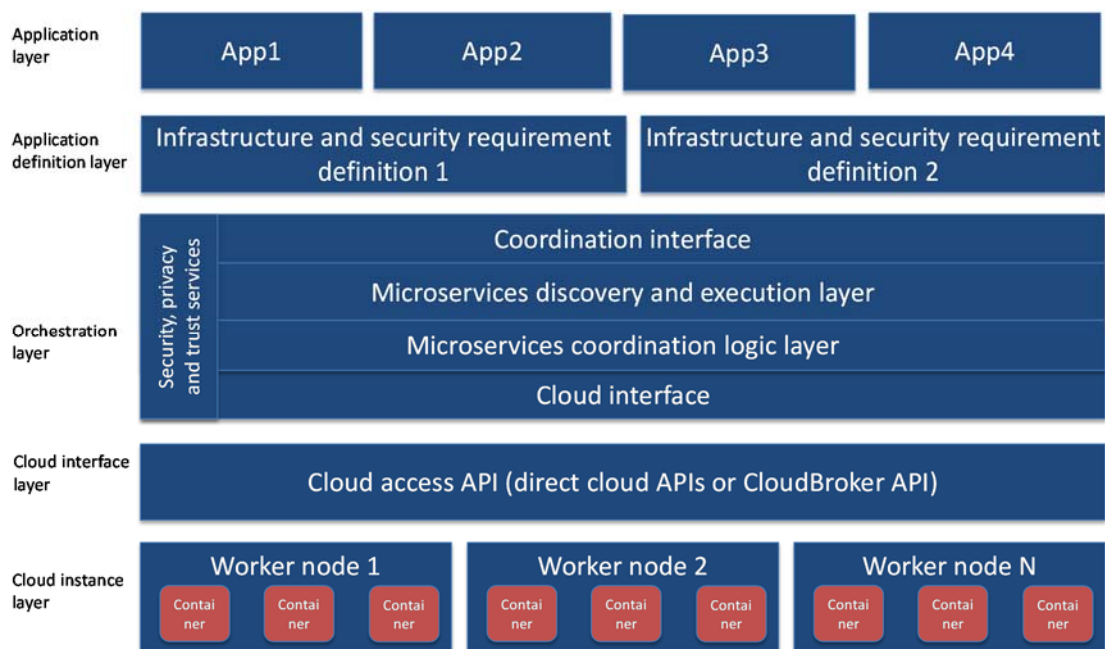 Application
layer
App1
App2
App3
App4
Application
definition layer
Infrastructure and security requirement
definition 1
Infrastructure and security requirement
definition 2
Orchestration
layer
Security, privacy
and trust services
Coordination interface
Microservices discovery and execution layer
Microservices coordination logic layer
Cloud interface
Cloud interface
layer
Cloud access API (direct cloud APIs or CloudBroker API)
Cloud instance
layer
Worker node 1
Contai
ner
Contai
ner
Contai
ner
Worker node 2
Contai
ner
Contai
ner
Contai
ner
Worker node N
Contai
ner
Contai
ner
Contai
ner